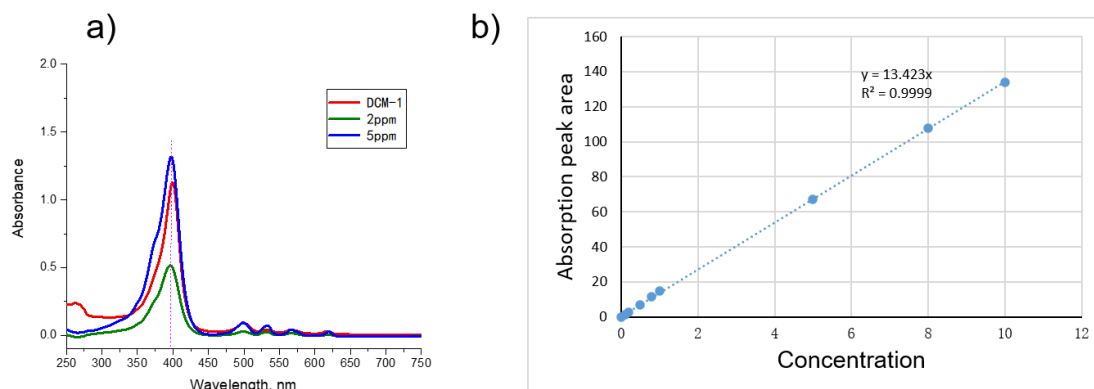 a)
2.0
1.5
1.0
0.5
0.0
Absorbance
DCM-1
2ppm
5ppm
250 300 350 400 450 500 550 600 650 700 750
Wavelength, nm
b)
160
140
120
100
80
60
40
20
0
Absorption peak area
y = 13.423x
R² = 0.9999
0 2 4 6 8 10 12
Concentration